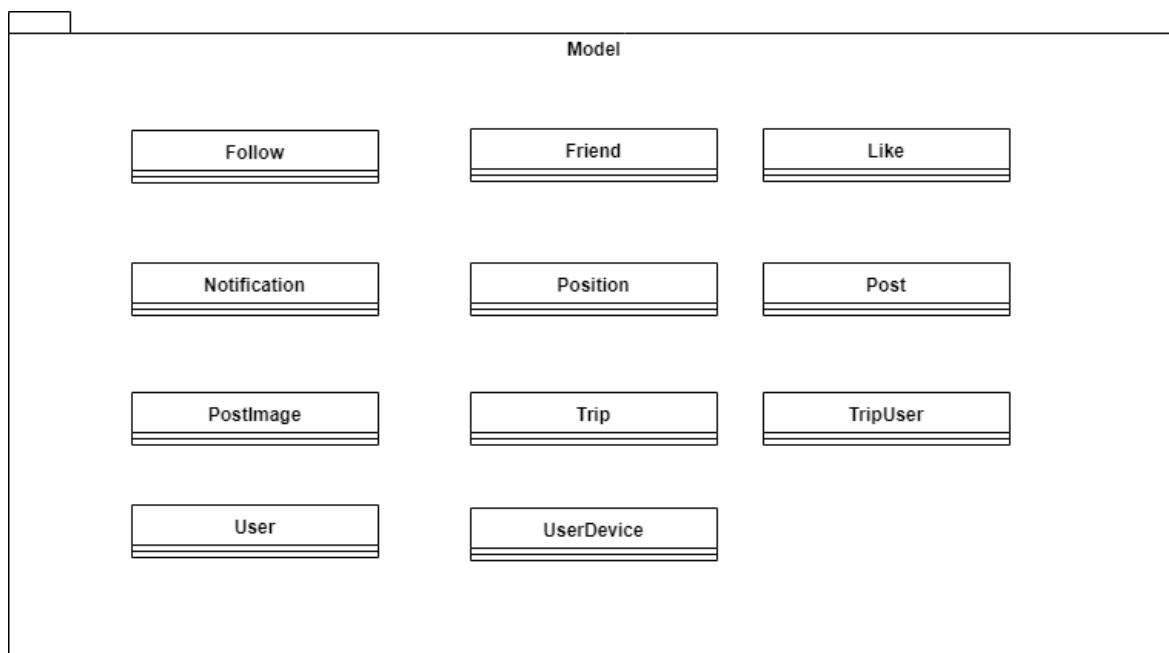 Model
Follow
Friend
Like
Notification
Position
Post
PostImage
Trip
TripUser
User
UserDevice